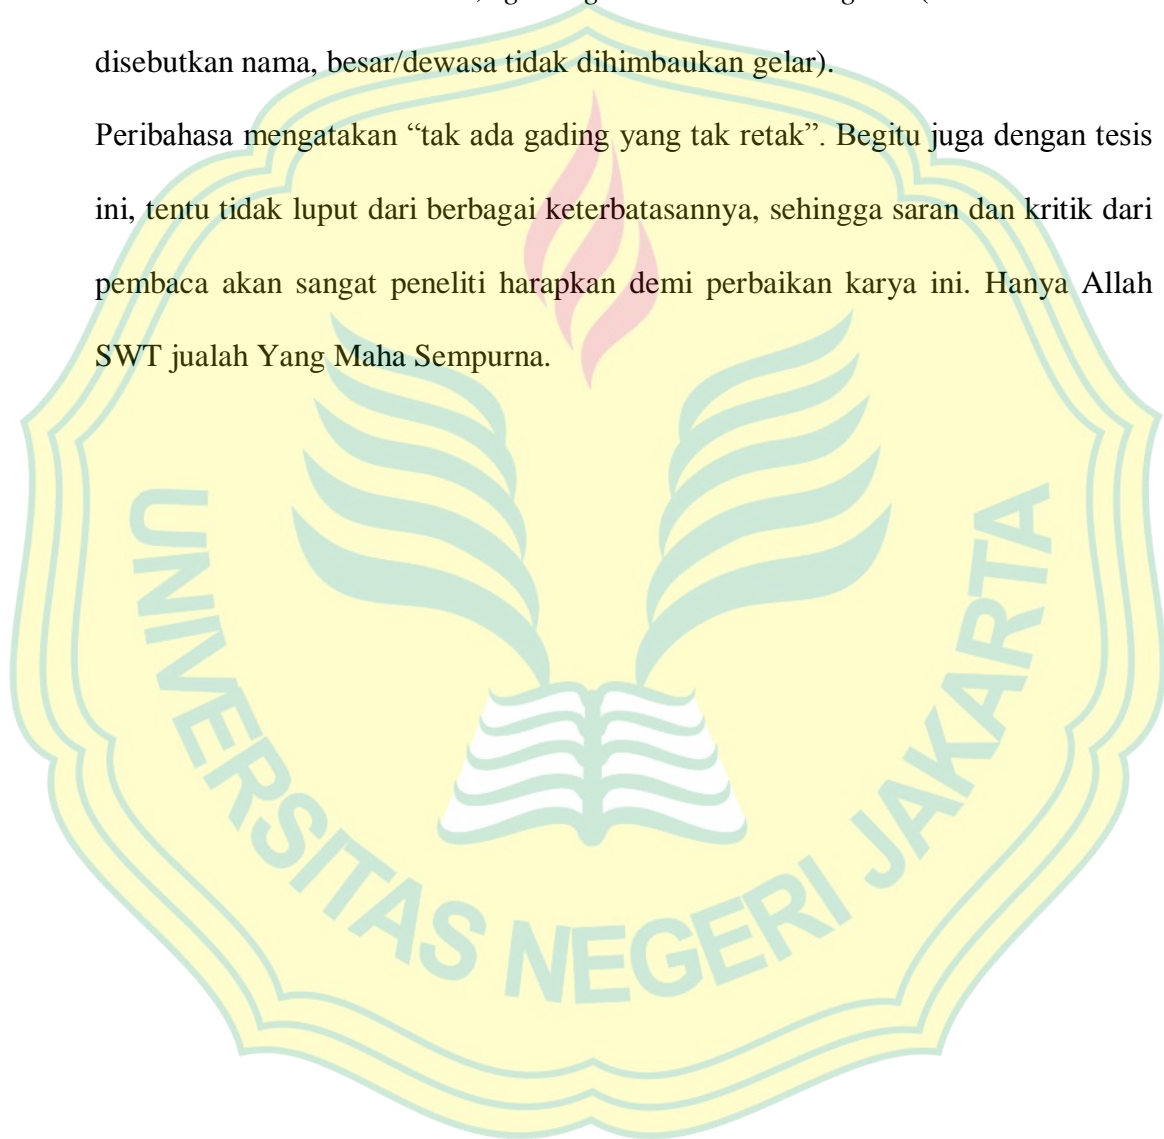 disebutkan nama, besar/dewasa tidak dihimbaukan gelar).
Peribahasa mengatakan “tak ada gading yang tak retak”. Begitu juga dengan tesis
ini, tentu tidak luput dari berbagai keterbatasannya, sehingga saran dan kritik dari
pembaca akan sangat peneliti harapkan demi perbaikan karya ini. Hanya Allah
SWT jualah Yang Maha Sempurna.
UNIVERSITAS NEGERI JAKARTA